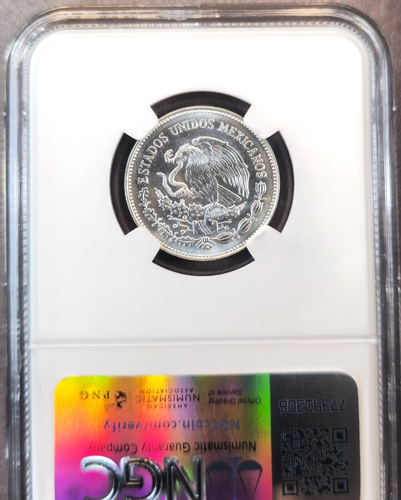 ESTADOS UNIDOS MEXICANOS
AMERICAN
NUMISMATIC
ASSOCIATION
PNG
Official Grading
Service of
NGCcoin.com/verify
Numismatic Guaranty Company
NGC